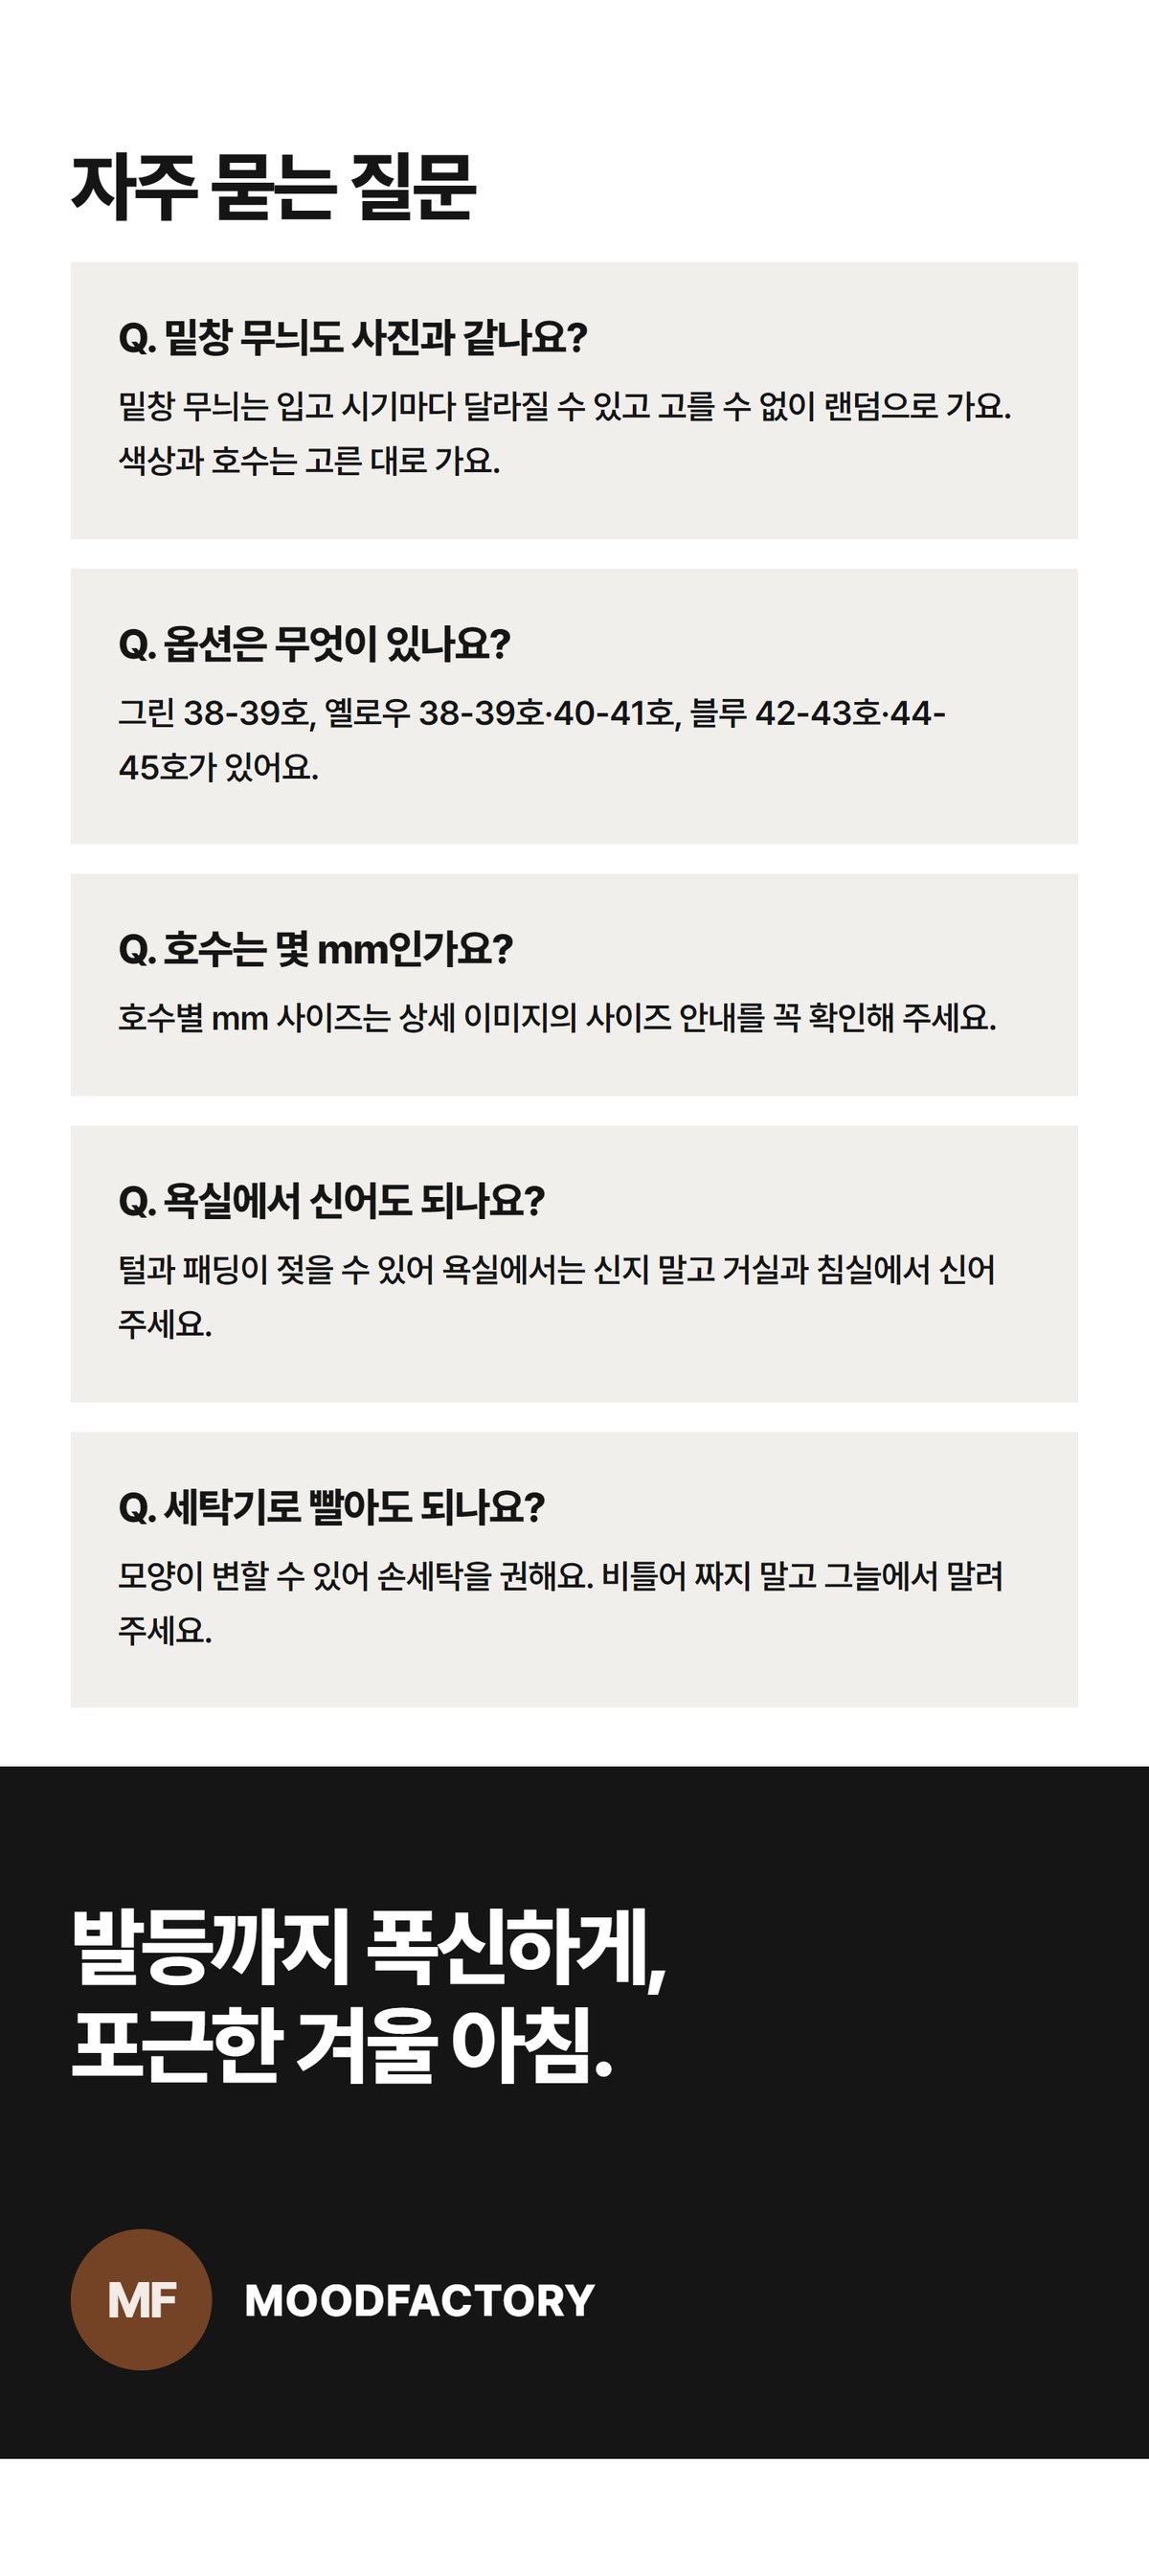 자주 묻는 질문
Q. 밑창 무늬도 사진과 같나요?
밑창 무늬는 입고 시기마다 달라질 수 있고 고를 수 없이 랜덤으로 가요.
색상과 호수는 고른 대로 가요.
Q. 옵션은 무엇이 있나요?
그린 38-39호, 옐로우 38-39호·40-41호, 블루 42-43호·44-
45호가 있어요.
Q. 호수는 몇 mm인가요?
호수별 mm 사이즈는 상세 이미지의 사이즈 안내를 꼭 확인해 주세요.
Q. 욕실에서 신어도 되나요?
털과 패딩이 젖을 수 있어 욕실에서는 신지 말고 거실과 침실에서 신어
주세요.
Q. 세탁기로 빨아도 되나요?
모양이 변할 수 있어 손세탁을 권해요. 비틀어 짜지 말고 그늘에서 말려
주세요.
발등까지 폭신하게,
포근한 겨울 아침.
MF
MOODFACTORY